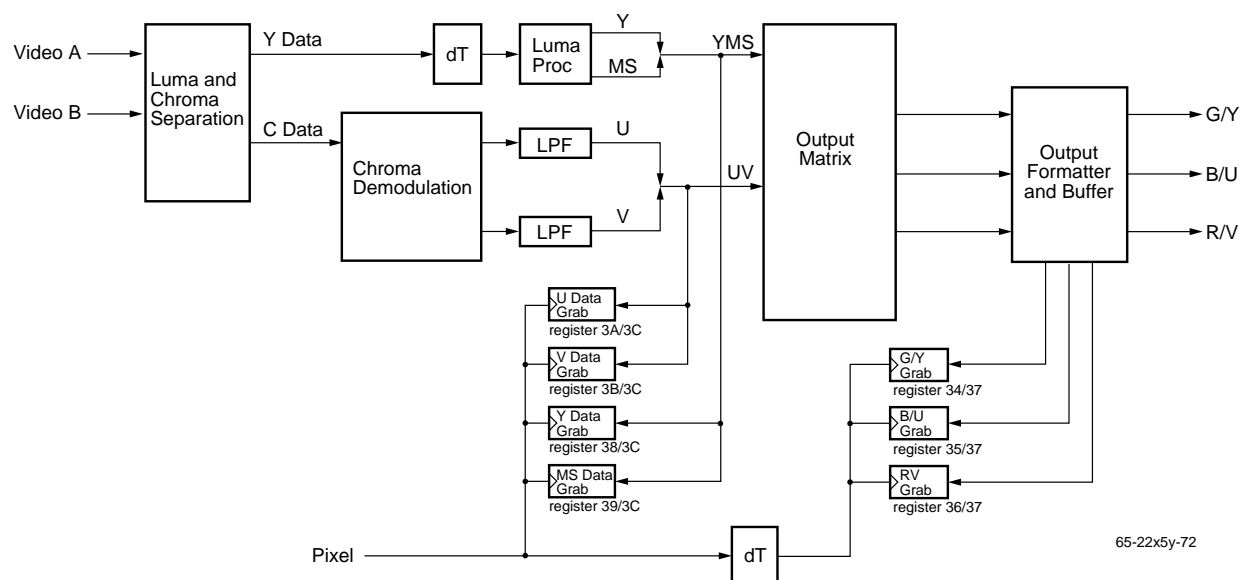 Video A
Video B
Luma and
Chroma
Separation
Y Data
C Data
dT
Luma
Proc
Y
MS
YMS
Chroma
Demodulation
LPF
LPF
U
V
UV
Output
Matrix
Output
Formatter
and Buffer
G/Y
B/U
R/V
U Data
Grab
register 3A/3C
V Data
Grab
register 3B/3C
Y Data
Grab
register 38/3C
MS Data
Grab
register 39/3C
G/Y
Grab
register 34/37
B/U
Grab
register 35/37
RV
Grab
register 36/37
Pixel
dT
65-22x5y-72